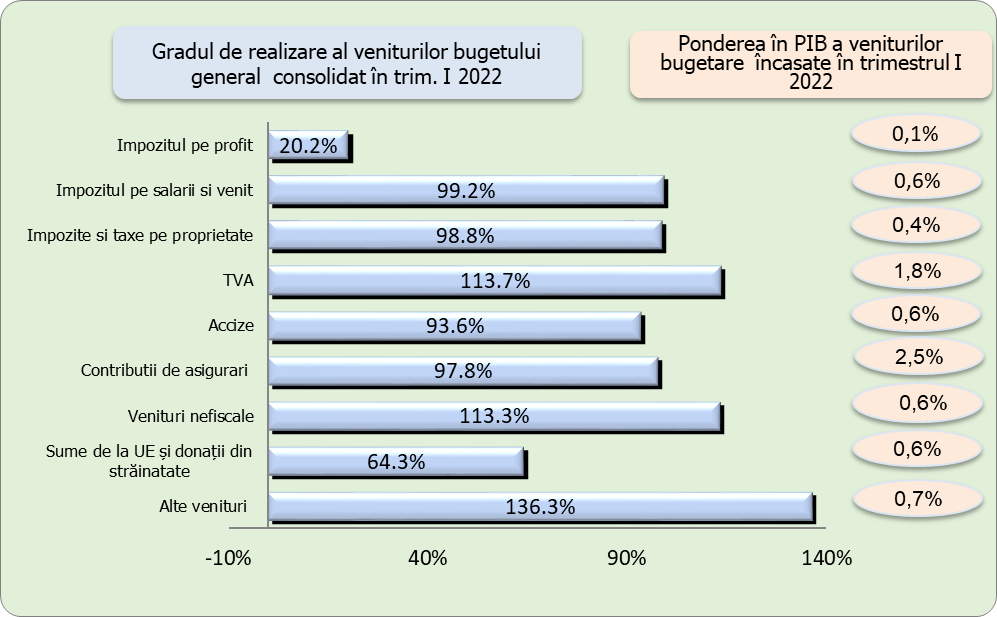 Gradul de realizare al veniturilor bugetului
general consolidat în trim. I 2022
Ponderea în PIB a veniturilor
bugetare încasate în trimestrul I
2022
Impozitul pe profit
20.2%
0,1%
Impozitul pe salarii si venit
99.2%
0,6%
Impozite si taxe pe proprietate
98.8%
0,4%
TVA
113.7%
1,8%
Accize
93.6%
0,6%
Contributii de asigurari
97.8%
2,5%
Venituri nefiscale
113.3%
0,6%
Sume de la UE și donații din
străinatate
64.3%
0,6%
Alte venituri
136.3%
0,7%
-10% 40% 90% 140%